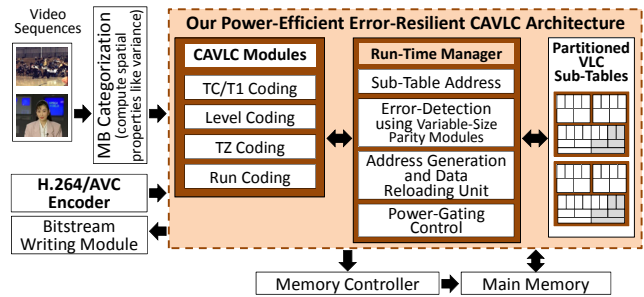 Video
Sequences
MB Categorization
(compute spatial
properties like variance)
H.264/AVC
Encoder
Bitstream
Writing Module
Our Power-Efficient Error-Resilient CAVLC Architecture
CAVLC Modules
TC/T1 Coding
Level Coding
TZ Coding
Run Coding
Run-Time Manager
Sub-Table Address
Error-Detection
using Variable-Size
Parity Modules
Address Generation
and Data
Reloading Unit
Power-Gating
Control
Partitioned
VLC
Sub-Tables
Memory Controller
Main Memory